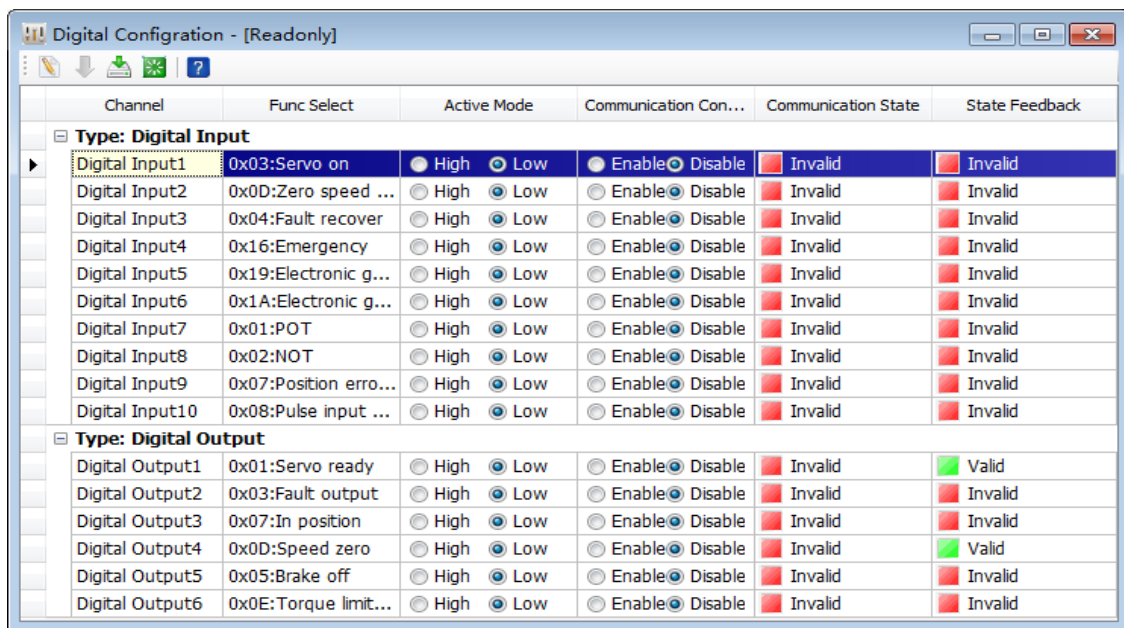 Digital Configration - [Readonly]
?
Channel Func Select Active Mode Communication Con... Communication State State Feedback
Type: Digital Input
Digital Input1 0x03:Servo on High Low Enable Disable Invalid Invalid
Digital Input2 0x0D:Zero speed ... High Low Enable Disable Invalid Invalid
Digital Input3 0x04:Fault recover High Low Enable Disable Invalid Invalid
Digital Input4 0x16:Emergency High Low Enable Disable Invalid Invalid
Digital Input5 0x19:Electronic g... High Low Enable Disable Invalid Invalid
Digital Input6 0x1A:Electronic g... High Low Enable Disable Invalid Invalid
Digital Input7 0x01:POT High Low Enable Disable Invalid Invalid
Digital Input8 0x02:NOT High Low Enable Disable Invalid Invalid
Digital Input9 0x07:Position erro... High Low Enable Disable Invalid Invalid
Digital Input10 0x08:Pulse input ... High Low Enable Disable Invalid Invalid
Type: Digital Output
Digital Output1 0x01:Servo ready High Low Enable Disable Invalid Valid
Digital Output2 0x03:Fault output High Low Enable Disable Invalid Invalid
Digital Output3 0x07:In position High Low Enable Disable Invalid Invalid
Digital Output4 0x0D:Speed zero High Low Enable Disable Invalid Valid
Digital Output5 0x05:Brake off High Low Enable Disable Invalid Invalid
Digital Output6 0x0E:Torque limit... High Low Enable Disable Invalid Invalid